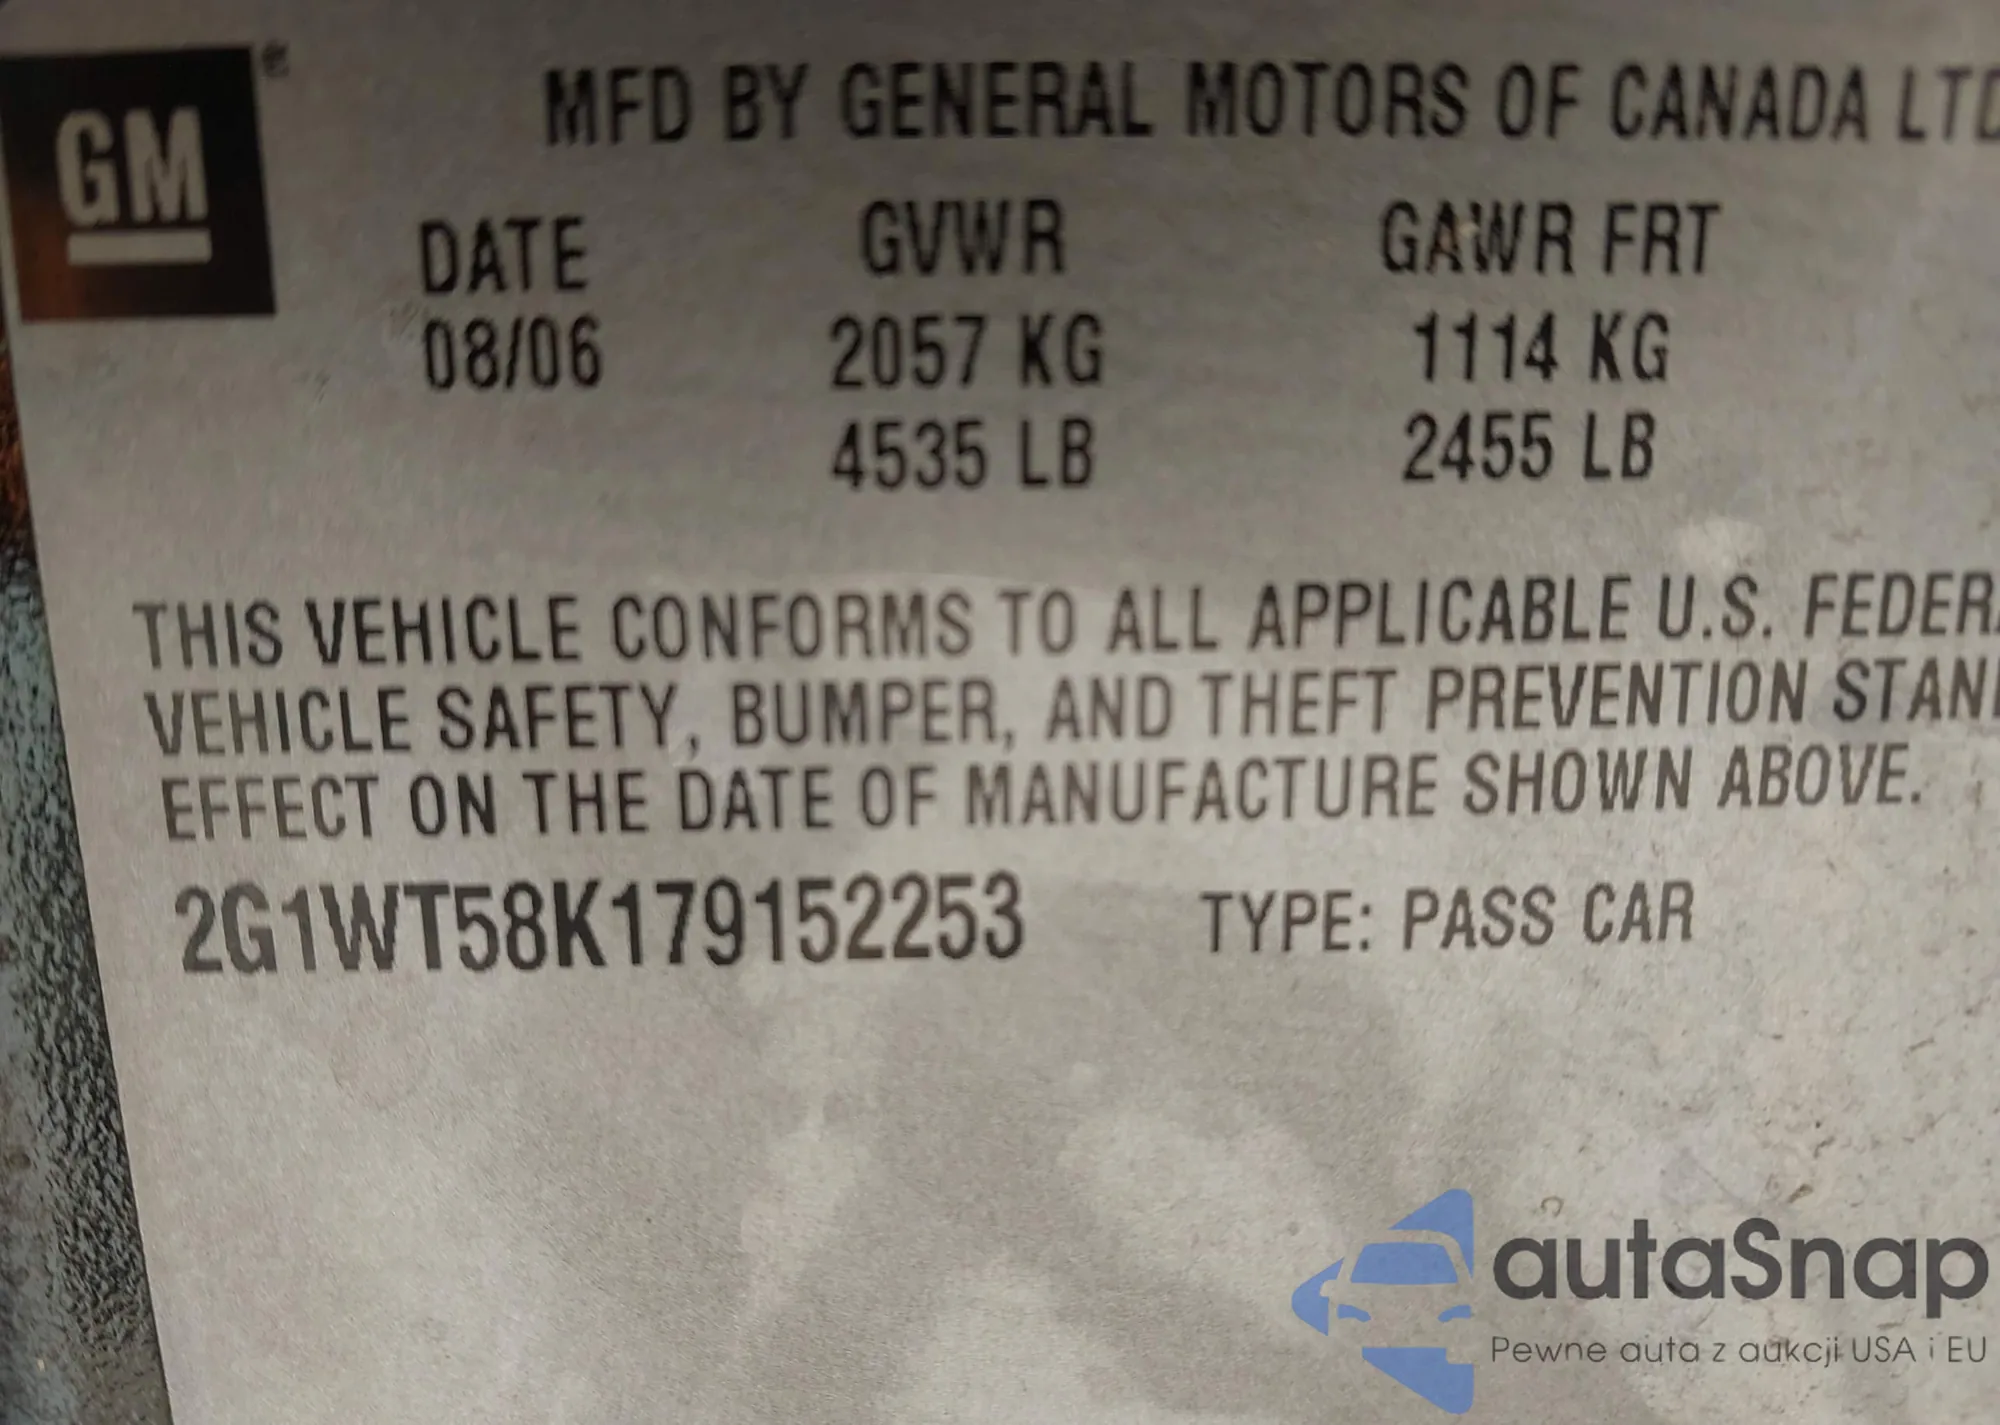 GM
MFD BY GENERAL MOTORS OF CANADA LTD
DATE GVWR GAWR FRT
08/06 2057 KG 1114 KG
4535 LB 2455 LB
THIS VEHICLE CONFORMS TO ALL APPLICABLE U.S. FEDERA
VEHICLE SAFETY, BUMPER, AND THEFT PREVENTION STAN
EFFECT ON THE DATE OF MANUFACTURE SHOWN ABOVE.
2G1WT58K179152253 TYPE: PASS CAR
autaSnap
Pewne auta z aukcji USA i EU